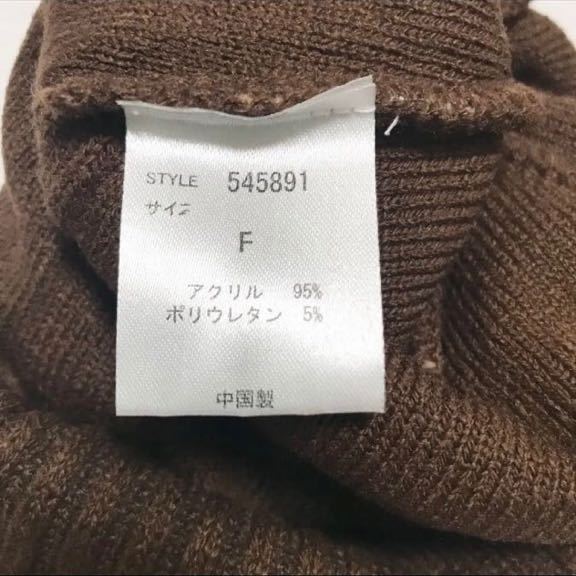 STYLE 545891
サイズ
F
アクリル 95%
ポリウレタン 5%
中国製